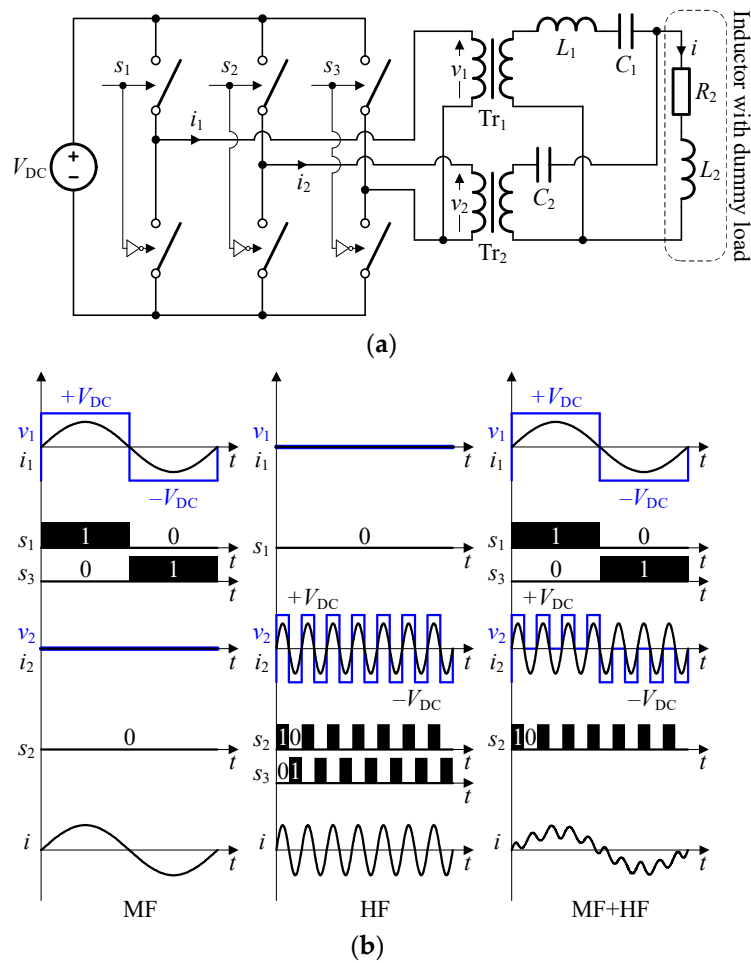 s1 s2 s3
VDC
i1
i2
v1
Tr1
v2
Tr2
L1
C1
C2
i
R2
L2
Inductor with dummy load
(a)
+VDC
v1
i1
t
−VDC
s1 1 0
t
s3 0 1
t
v2
i2
t
s2 0
t
i
t
MF
v1
i1
t
s1 0
t
+VDC
v2
i2
t
−VDC
s2 1 0
t
s3 0 1
t
i
t
HF
+VDC
v1
i1
t
−VDC
s1 1 0
t
s3 0 1
t
+VDC
v2
i2
t
−VDC
s2 1 0
t
i
t
MF+HF
(b)